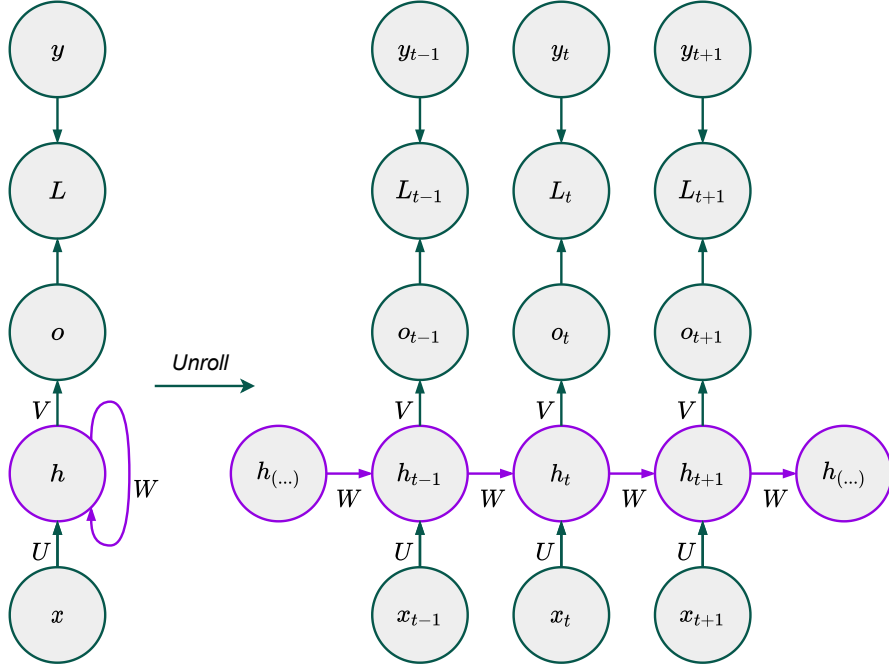 y y_{t-1} y_t y_{t+1}
L L_{t-1} L_t L_{t+1}
o o_{t-1} o_t o_{t+1}
Unroll
V V V V
h W h_{(...)} W h_{t-1} W h_t W h_{t+1} W h_{(...)}
U U U U
x x_{t-1} x_t x_{t+1}